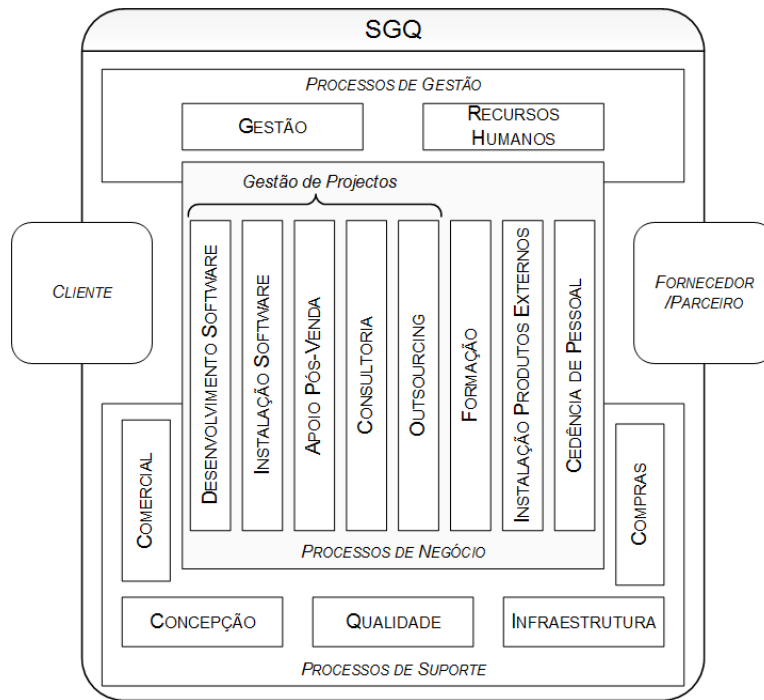 SGQ
PROCESSOS DE GESTÃO
GESTÃO
RECURSOS
HUMANOS
Gestão de Projectos
CLIENTE
FORNECEDOR
/PARCEIRO
DESENVOLVIMENTO SOFTWARE
INSTALAÇÃO SOFTWARE
APOIO PÓS-VENDA
CONSULTORIA
OUTSOURCING
FORMAÇÃO
INSTALAÇÃO PRODUTOS EXTERNOS
CEDÊNCIA DE PESSOAL
COMERCIAL
COMPRAS
PROCESSOS DE NEGÓCIO
CONCEPÇÃO
QUALIDADE
INFRAESTRUTURA
PROCESSOS DE SUPORTE